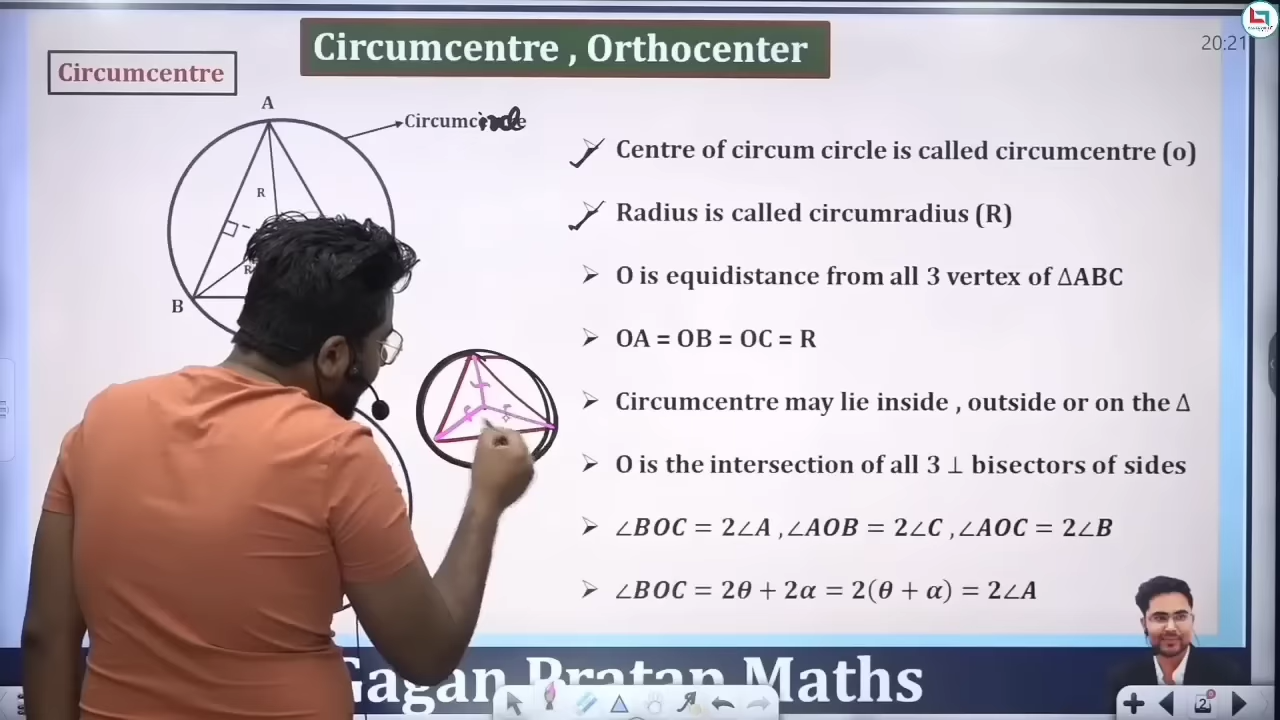 Circumcentre , Orthocenter
20:21
Circumcentre
A
Circumc
R
R
B
Centre of circum circle is called circumcentre (o)
Radius is called circumradius (R)
O is equidistance from all 3 vertex of ΔABC
OA = OB = OC = R
Circumcentre may lie inside , outside or on the Δ
O is the intersection of all 3 ⊥ bisectors of sides
∠BOC = 2∠A ,∠AOB = 2∠C ,∠AOC = 2∠B
∠BOC = 2θ + 2α = 2(θ + α) = 2∠A
Gagan Pratap Maths
2